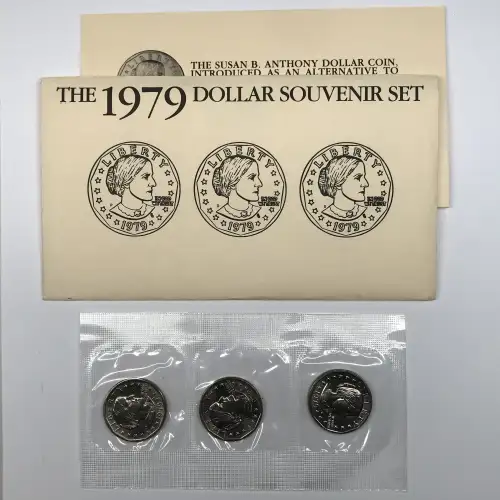 THE SUSAN B. ANTHONY DOLLAR COIN,
INTRODUCED AS AN ALTERNATIVE TO
THE 1979 DOLLAR SOUVENIR SET
LIBERTY
1979
LIBERTY
1979
LIBERTY
1979